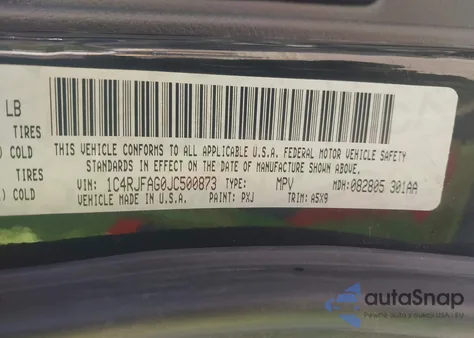 LB
TIRES
COLD
TIRES
) COLD
THIS VEHICLE CONFORMS TO ALL APPLICABLE U.S.A. FEDERAL MOTOR VEHICLE SAFETY
STANDARDS IN EFFECT ON THE DATE OF MANUFACTURE SHOWN ABOVE.
VIN: 1C4RJFAG0JC500873 TYPE: MPV MDH: 082805 301AA
VEHICLE MADE IN U.S.A. PAINT: PXJ TRIM: A5X9
autoSnap